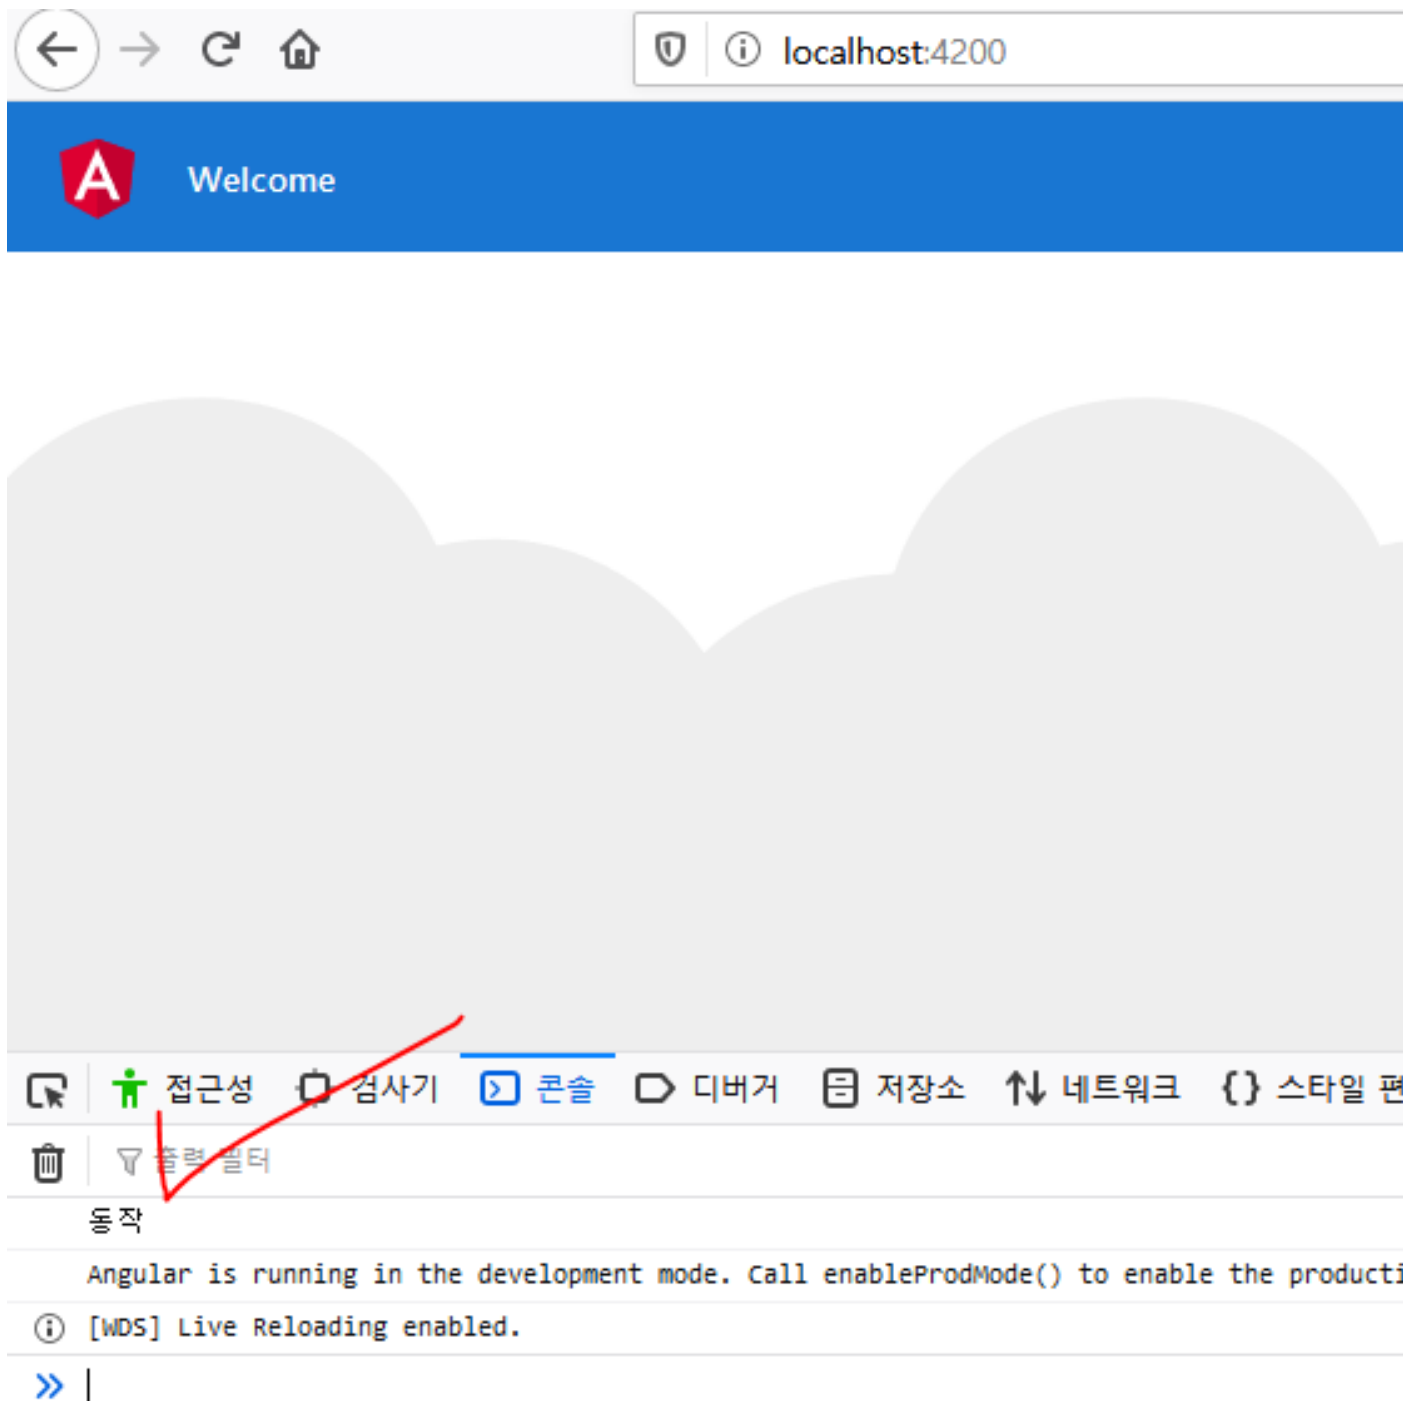 localhost:4200
Welcome
접근성 검사기 콘솔 디버거 저장소 네트워크 스타일 편
출력 필터
동작
Angular is running in the development mode. Call enableProdMode() to enable the producti
[WDS] Live Reloading enabled.